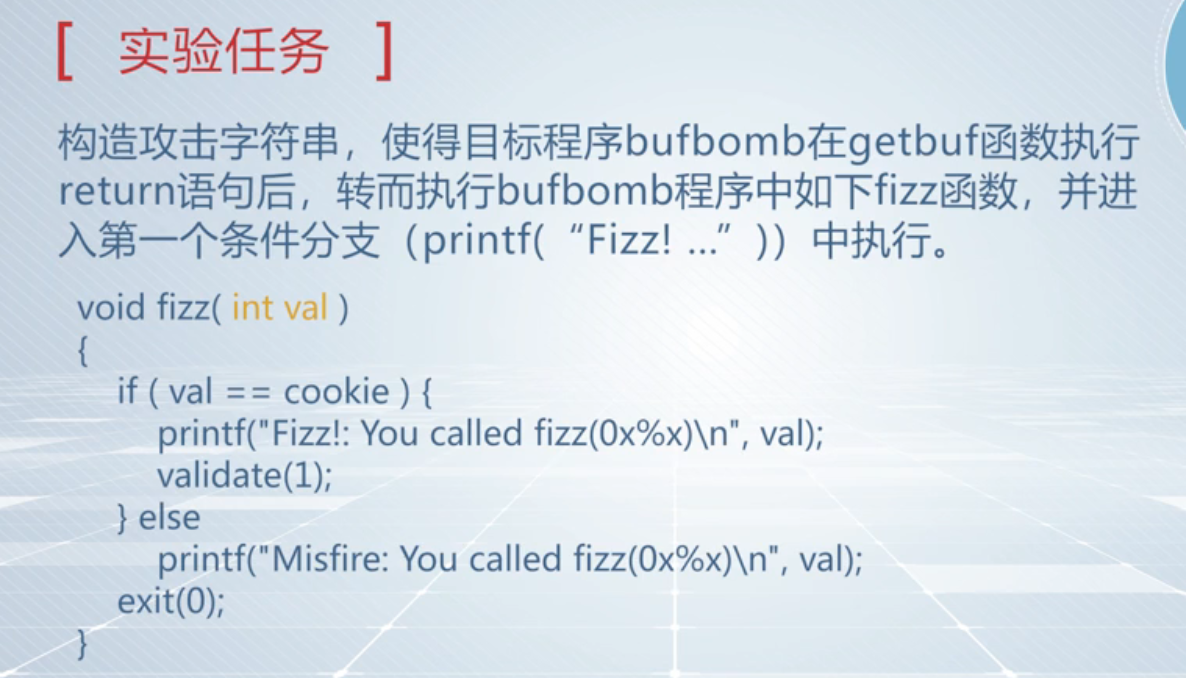 [ 实验任务 ]
构造攻击字符串，使得目标程序bufbomb在getbuf函数执行
return语句后，转而执行bufbomb程序中如下fizz函数，并进
入第一个条件分支（printf(“Fizz! …”)）中执行。
void fizz( int val )
{
if ( val == cookie ) {
printf("Fizz!: You called fizz(0x%x)\n", val);
validate(1);
} else
printf("Misfire: You called fizz(0x%x)\n", val);
exit(0);
}